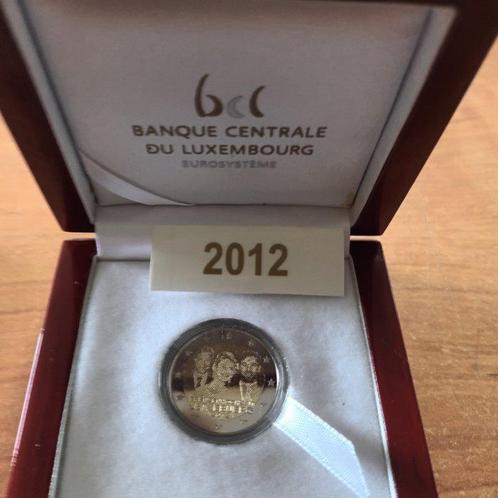 bcl
BANQUE CENTRALE
DU LUXEMBOURG
EUROSYSTÈME
2012